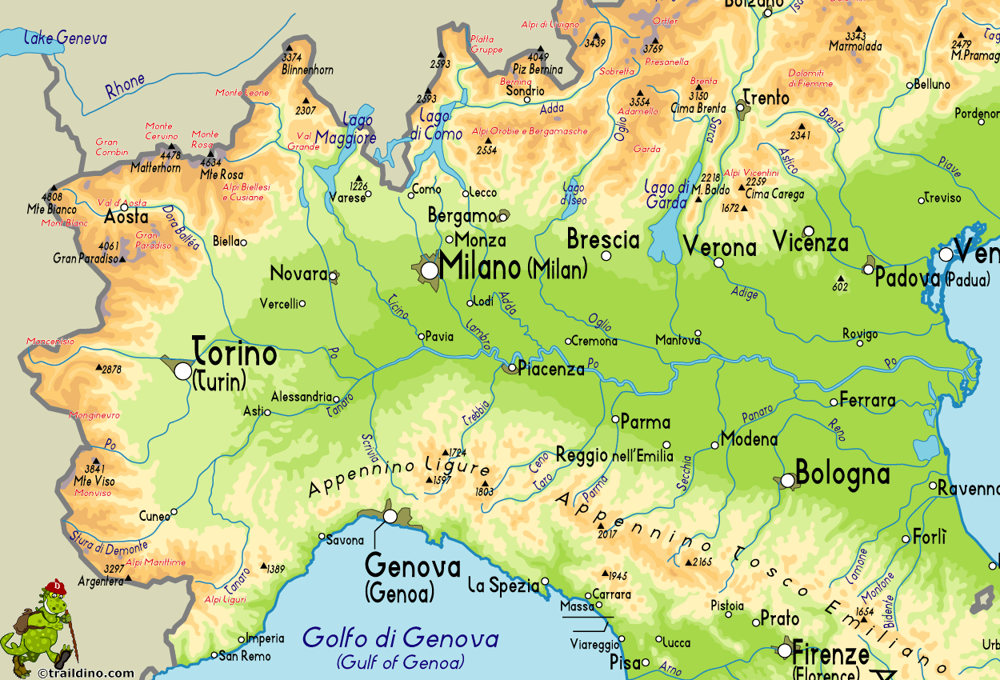 Bolzano
Lake Geneva
Rhone
3374
Blinnenhorn
Monte Leone
2307
Val
Grande
Lago
Maggiore
2593
2593
Platta
Gruppe
Alpi di Livigno
4049
Piz Bernina
Bernina
Sondrio
Adda
Sobretta
3439
Ortler
3769
Presanella
3554
Adamello
Brenta
3150
Cima Brenta
Sarca
Trento
3343
Marmolada
Dolomiti
di Fiemme
2479
M.Pramag
Belluno
Pordenon
Brenta
2341
Piave
Astico
Treviso
Lago
di Como
Alpi Orobie e Bergamasche
2554
Oglio
Garda
Lago
d'Iseo
Lago di
Garda
2218
M. Baldo
Alpi Vicentini
2259
Cima Carega
1672
Gran
Combin
Monte
Cervino
4478
Matterhorn
Monte
Rosa
4634
Mte Rosa
Alpi Biellesi
e Cusiane
4808
Mte Bianco
Mont Blanc
Val d'Aosta
Aosta
Dora Balléa
4061
Gran Paradiso
Gran
Paradiso
Biella
1226
Varese
Como
Lecco
Bergamo
Monza
Milano (Milan)
Brescia
Verona
Vicenza
Ven
Padova (Padua)
602
Novara
Vercelli
Ticino
Lodi
Lambro
Adda
Pavia
Oglio
Cremona
Mantova
Adige
Rovigo
Po
Moncenisio
2878
Torino
(Turin)
Po
Piacenza
Po
Alessandria
Tanaro
Asti
Monginevro
Po
3841
Mte Viso
Monviso
Scrivia
Trebbia
Parma
Reggio nell'Emilia
Modena
Panaro
Ferrara
Reno
Bologna
Ravenna
Forlì
Appennino Ligure
1724
1597
1803
Ceno
Taro
Parma
Secchia
Appennino Tosco Emiliano
2017
2165
1945
Cuneo
Stura di Demonte
Alpi Marittime
3297
Argentera
Tanaro
1389
Alpi Liguri
Savona
Genova
(Genoa)
La Spezia
Carrara
Massa
Viareggio
Lucca
Pisa
Arno
Pistoia
Prato
Firenze
(Florence)
Lamone
Montone
Bidente
1654
Urb
Imperia
San Remo
Golfo di Genova
(Gulf of Genoa)
D
©traildino.com